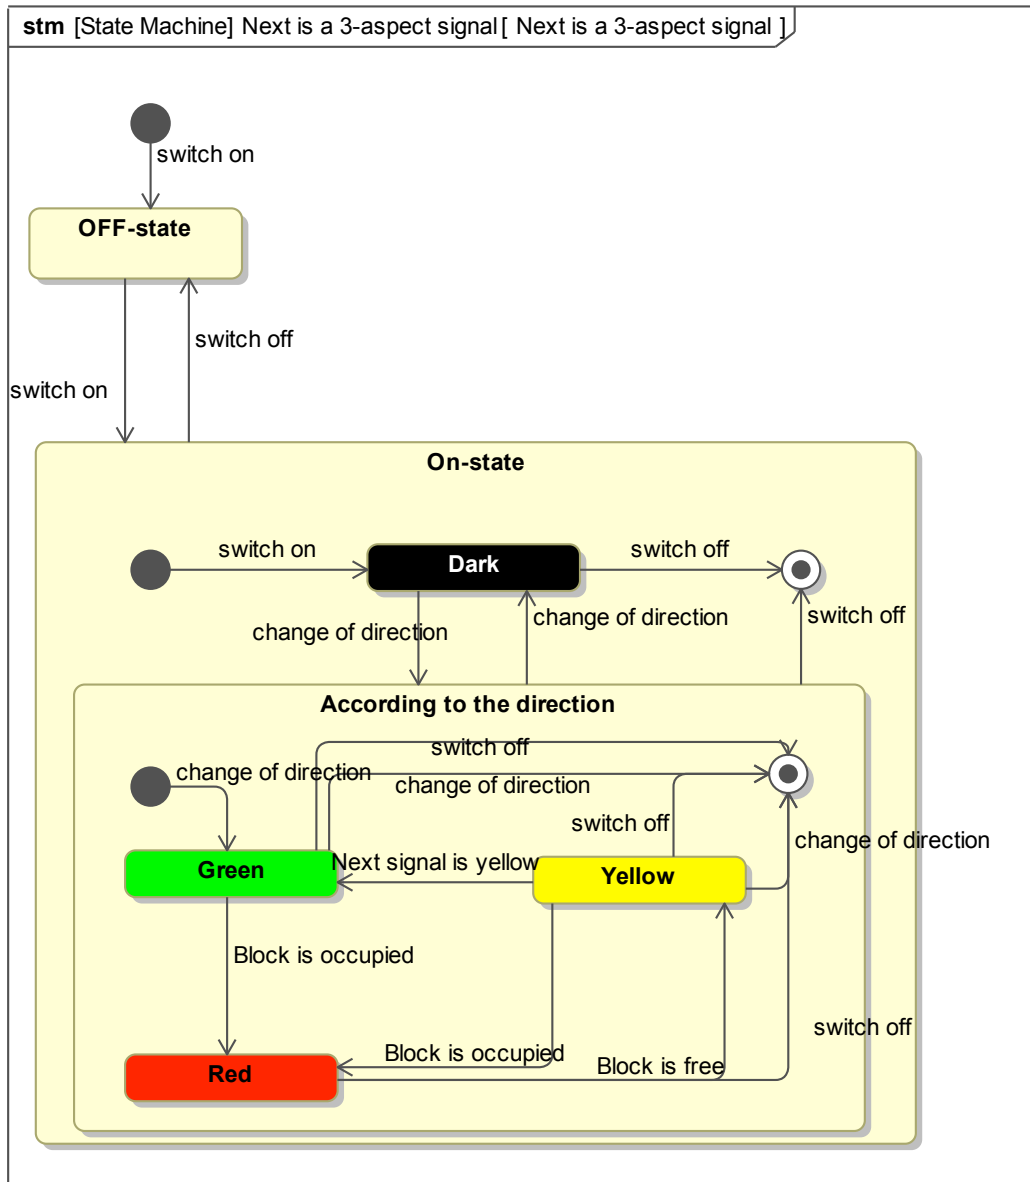 stm [State Machine] Next is a 3-aspect signal[ Next is a 3-aspect signal ]
switch on
OFF-state
switch off
switch on
On-state
switch on
Dark
switch off
change of direction
change of direction
switch off
According to the direction
switch off
change of direction
change of direction
switch off
change of direction
Next signal is yellow
Green
Yellow
Block is occupied
switch off
Block is occupied
Block is free
Red